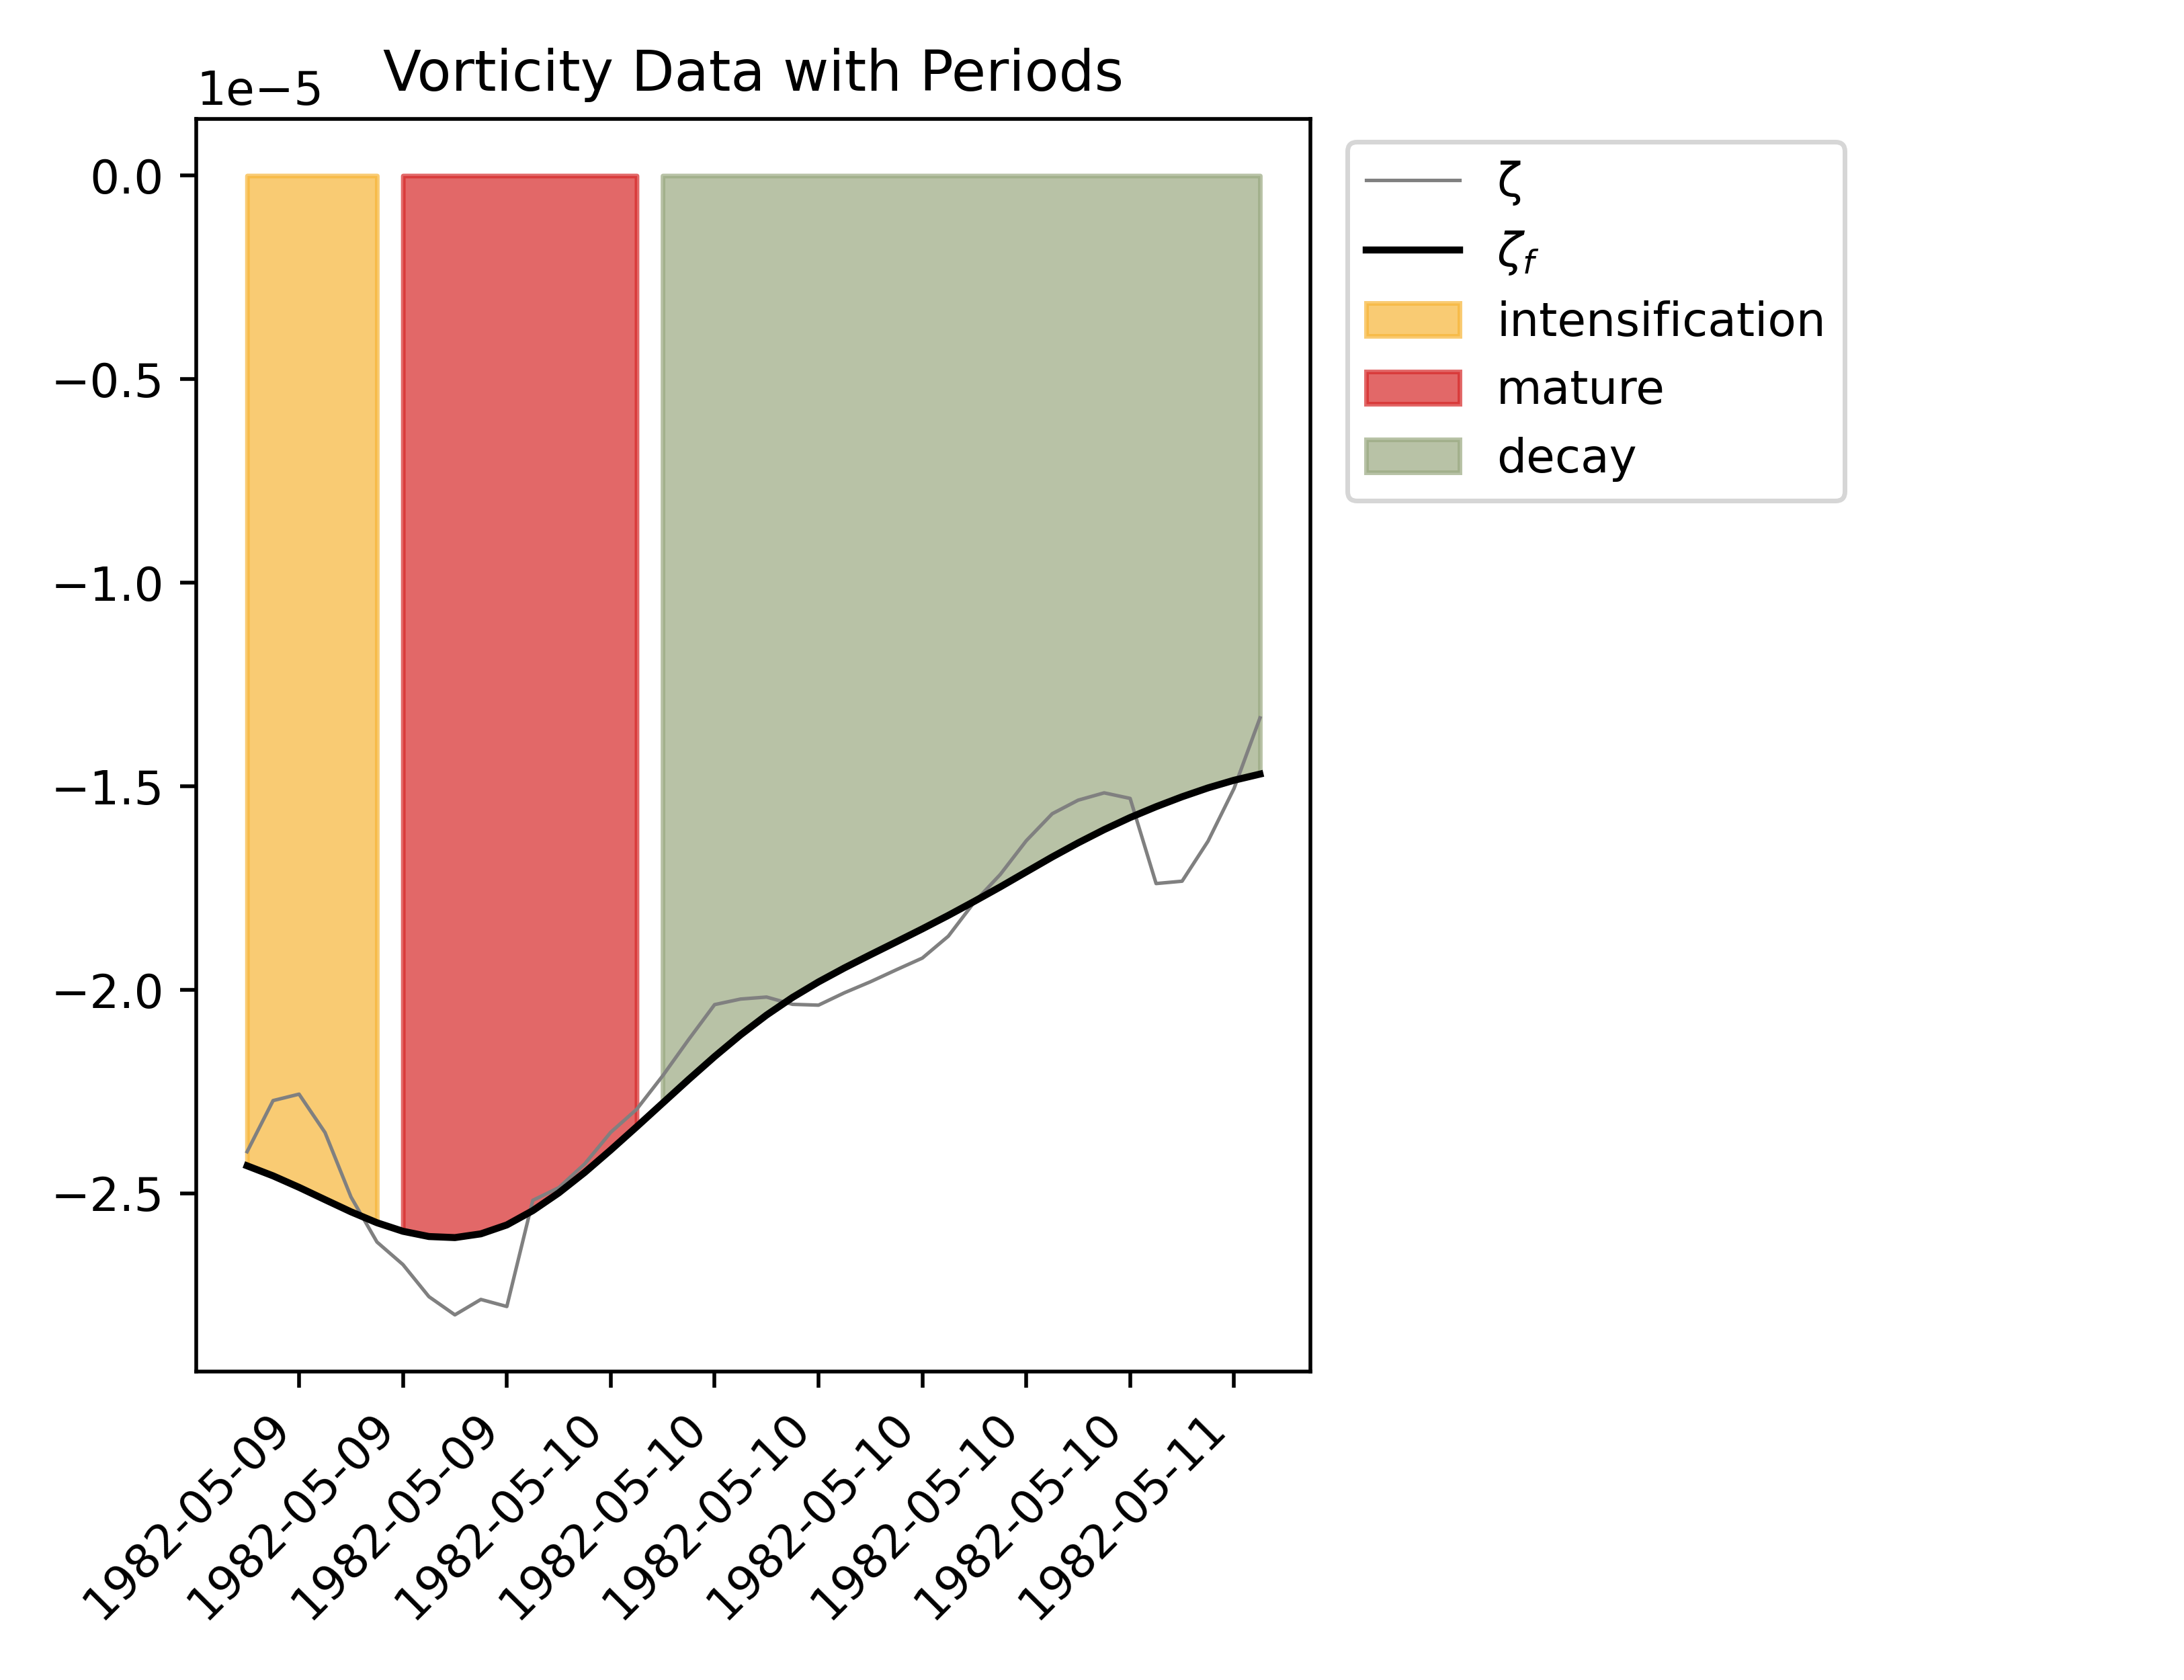 Vorticity Data with Periods
1e−5
0.0
−0.5
−1.0
−1.5
−2.0
−2.5
1982-05-09
1982-05-09
1982-05-09
1982-05-10
1982-05-10
1982-05-10
1982-05-10
1982-05-10
1982-05-10
1982-05-11
ζ
ζf
intensification
mature
decay